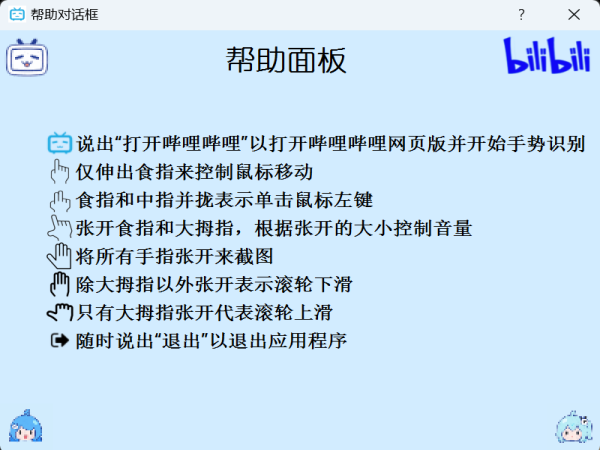 帮助对话框
?
帮助面板
bilibili
说出“打开哔哩哔哩”以打开哔哩哔哩网页版并开始手势识别
仅伸出食指来控制鼠标移动
食指和中指并拢表示单击鼠标左键
张开食指和大拇指，根据张开的大小控制音量
将所有手指张开来截图
除大拇指以外张开表示滚轮下滑
只有大拇指张开代表滚轮上滑
随时说出“退出”以退出应用程序